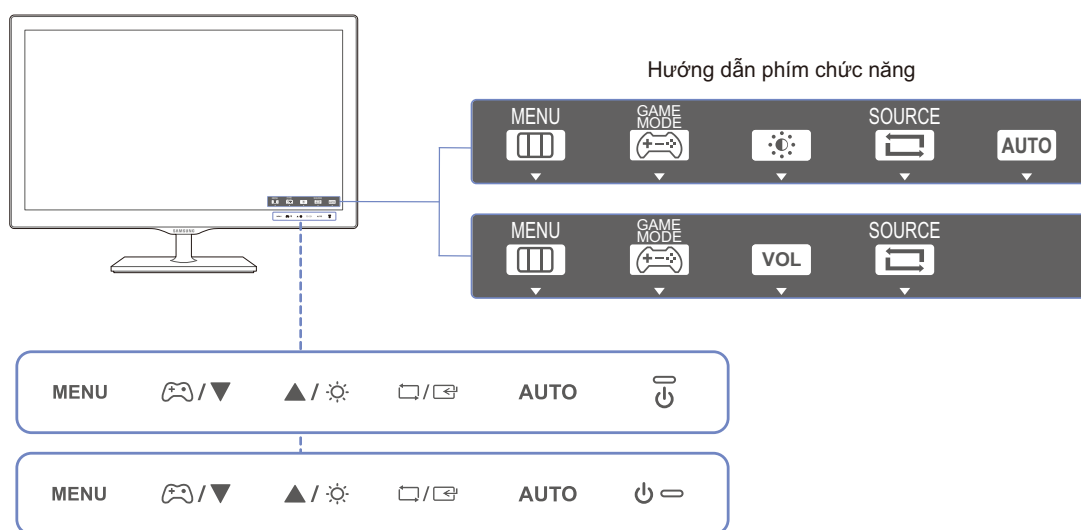 Hướng dẫn phím chức năng
MENU GAME MODE SOURCE AUTO
MENU GAME MODE VOL SOURCE
SAMSUNG
MENU / / / AUTO
MENU / / / AUTO